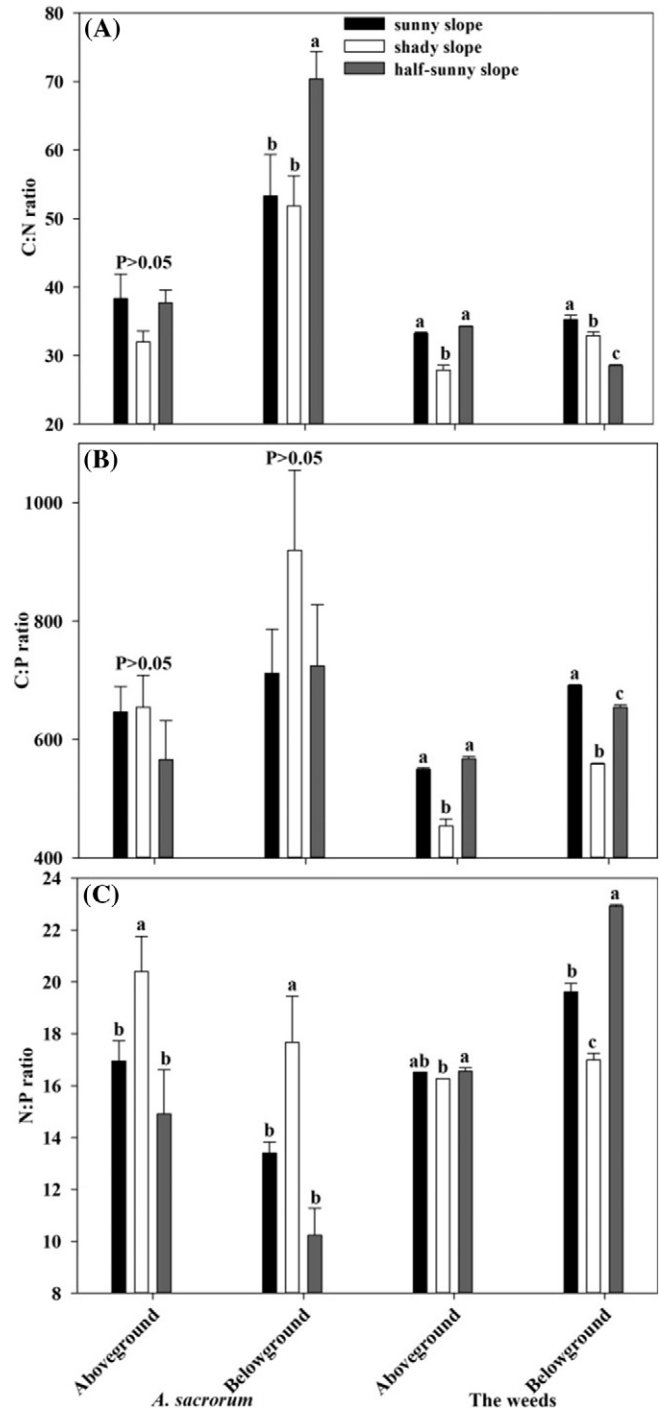 80
(A)
a
sunny slope
shady slope
half-sunny slope
70
60
b
b
50
C:N ratio
P>0.05
40
a
a
b
a
b
c
30
20
(B)
P>0.05
1000
800
C:P ratio
P>0.05
a
c
600
a
a
b
b
400
24
(C)
a
22
a
20
a
b
18
N:P ratio
b
b
ab
b
a
c
16
14
b
12
b
10
8
Aboveground
Belowground
Aboveground
Belowground
A. sacrorum
The weeds